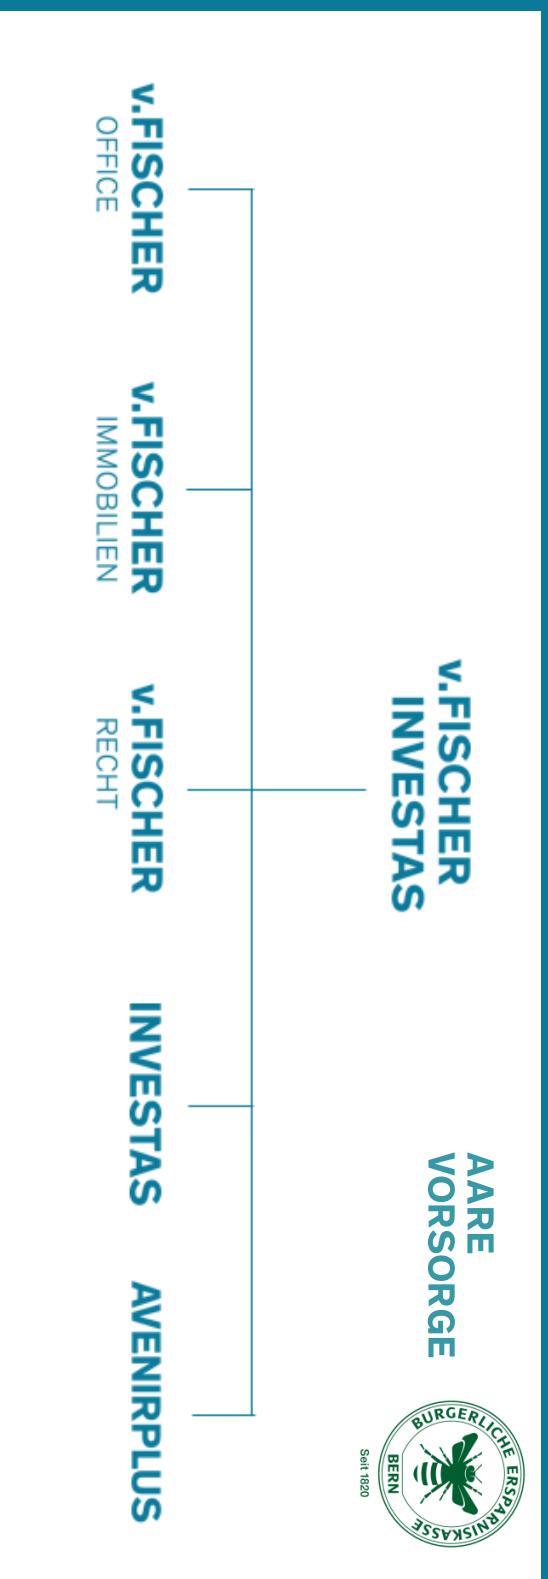 v.FISCHER
INVESTAS
AARE
VORSORGE
BURGERLICHE ERSPARNISKASSE
BERN
Seit 1820
v.FISCHER
OFFICE
v.FISCHER
IMMOBILIEN
v.FISCHER
RECHT
INVESTAS
AVENIRPLUS